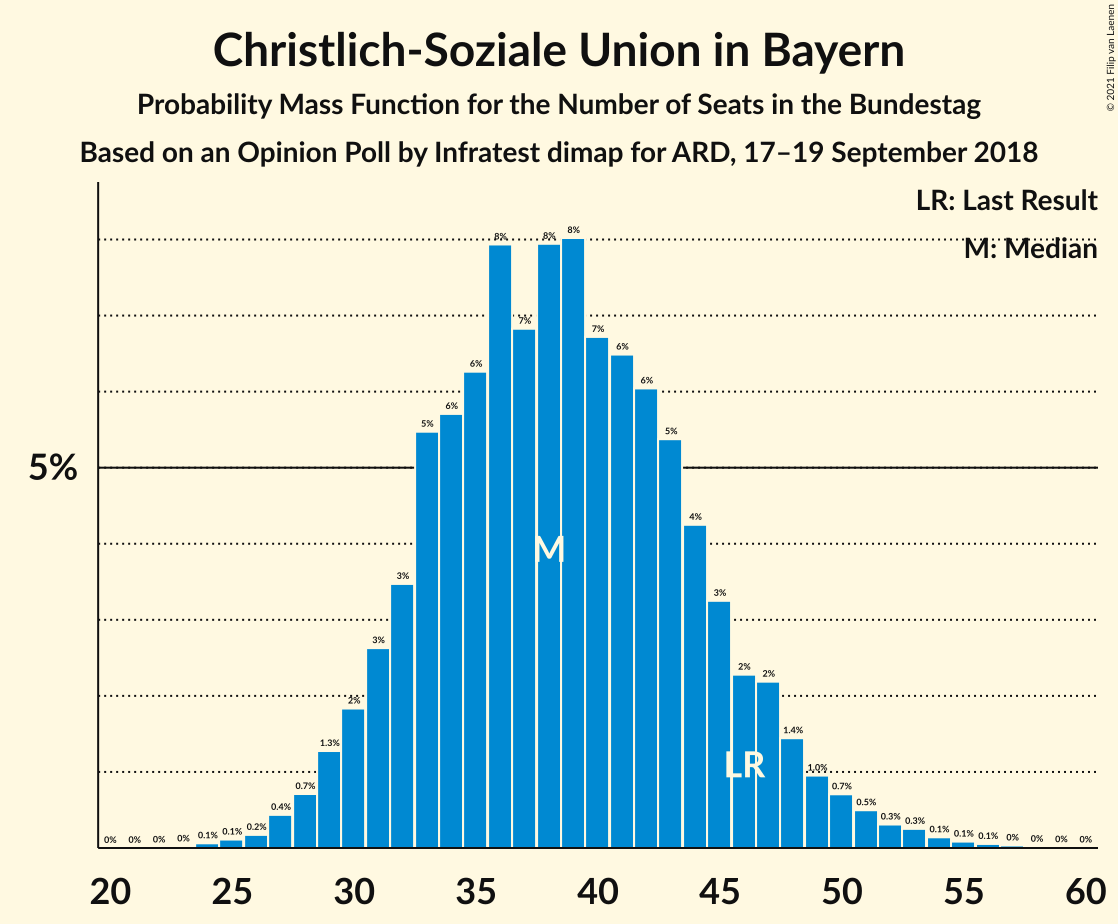 Christlich-Soziale Union in Bayern
Probability Mass Function for the Number of Seats in the Bundestag
Based on an Opinion Poll by Infratest dimap for ARD, 17–19 September 2018
© 2021 Filip van Laenen
LR: Last Result
M: Median
5%
0% 0% 0% 0% 0.1% 0.1% 0.2% 0.4% 0.7% 1.3% 2% 3% 3% 5% 6% 6% 8% 7% 8% 8% 7% 6% 6% 5% 4% 3% 2% 2% 1.4% 1.0% 0.7% 0.5% 0.3% 0.3% 0.1% 0.1% 0.1% 0% 0% 0% 0%
M
LR
20 25 30 35 40 45 50 55 60